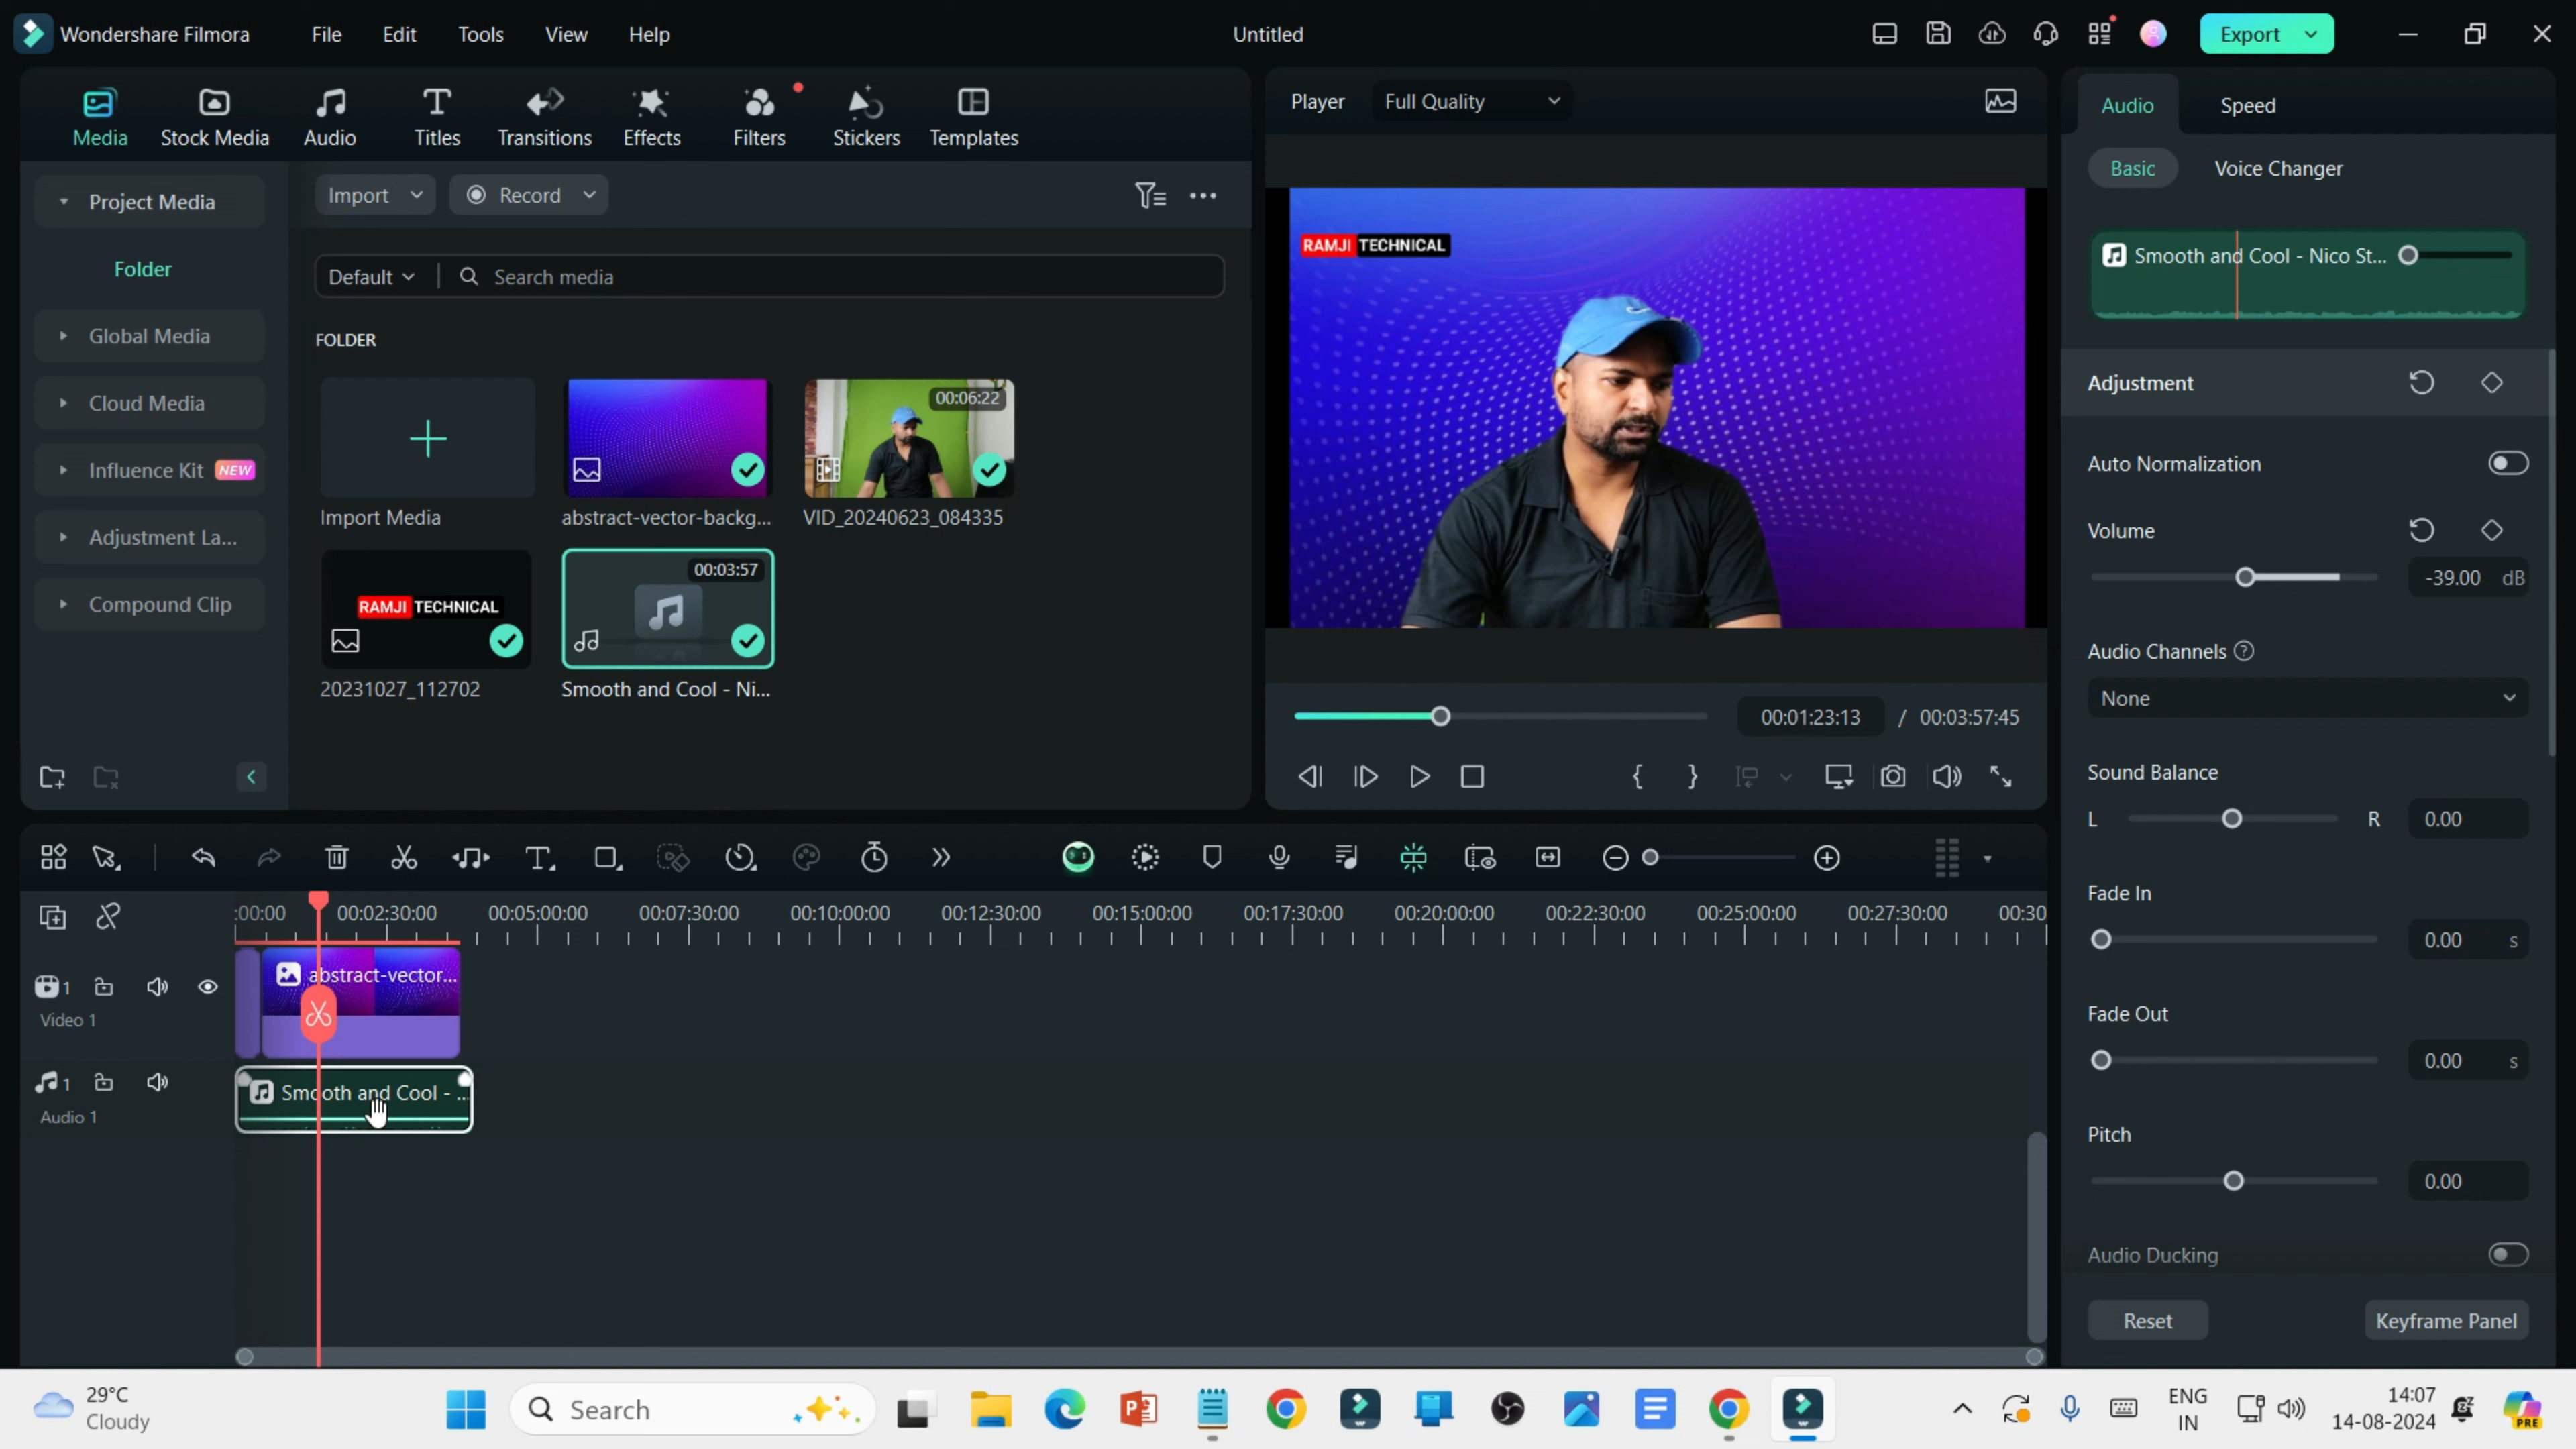 Wondershare Filmora
File
Edit
Tools
View
Help
Untitled
Export
Media
Stock Media
Audio
Titles
Transitions
Effects
Filters
Stickers
Templates
Player
Full Quality
Audio
Speed
Project Media
Folder
Global Media
Cloud Media
Influence Kit NEW
Adjustment La...
Compound Clip
Import
Record
Default
Search media
FOLDER
Import Media
abstract-vector-backg...
00:06:22
VID_20240623_084335
RAMJI TECHNICAL
20231027_112702
00:03:57
Smooth and Cool - Ni...
RAMJI TECHNICAL
00:01:23:13 / 00:03:57:45
Basic
Voice Changer
Smooth and Cool - Nico St...
Adjustment
Auto Normalization
Volume
-39.00 dB
Audio Channels
None
Sound Balance
L R 0.00
Fade In
0.00 s
Fade Out
0.00 s
Pitch
0.00
Audio Ducking
Reset
Keyframe Panel
:00:00 00:02:30:00 00:05:00:00 00:07:30:00 00:10:00:00 00:12:30:00 00:15:00:00 00:17:30:00 00:20:00:00 00:22:30:00 00:25:00:00 00:27:30:00 00:30
1
Video 1
abstract-vector...
1
Audio 1
Smooth and Cool - ...
29°C
Cloudy
Search
ENG
IN
14:07
14-08-2024
PRE